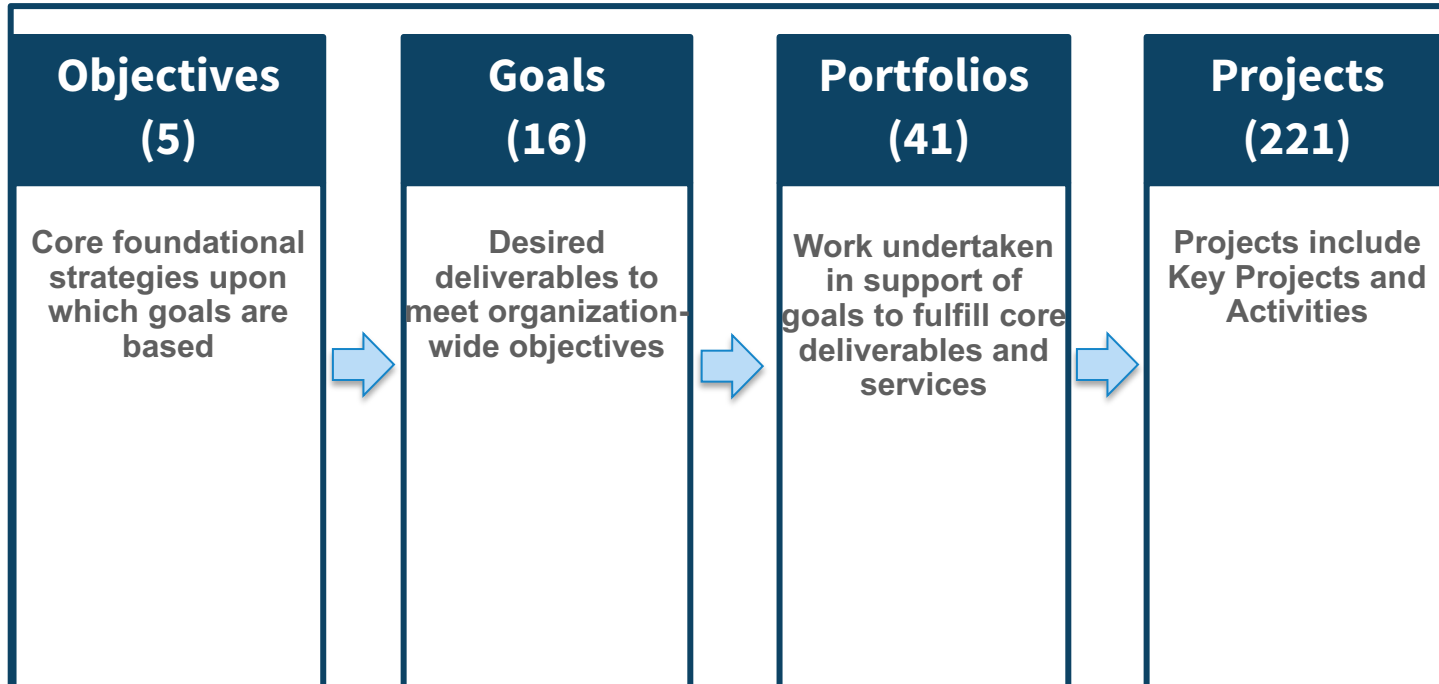 Objectives
(5)
Core foundational
strategies upon
which goals are
based
Goals
(16)
Desired
deliverables to
meet organization-
wide objectives
Portfolios
(41)
Work undertaken
in support of
goals to fulfill core
deliverables and
services
Projects
(221)
Projects include
Key Projects and
Activities